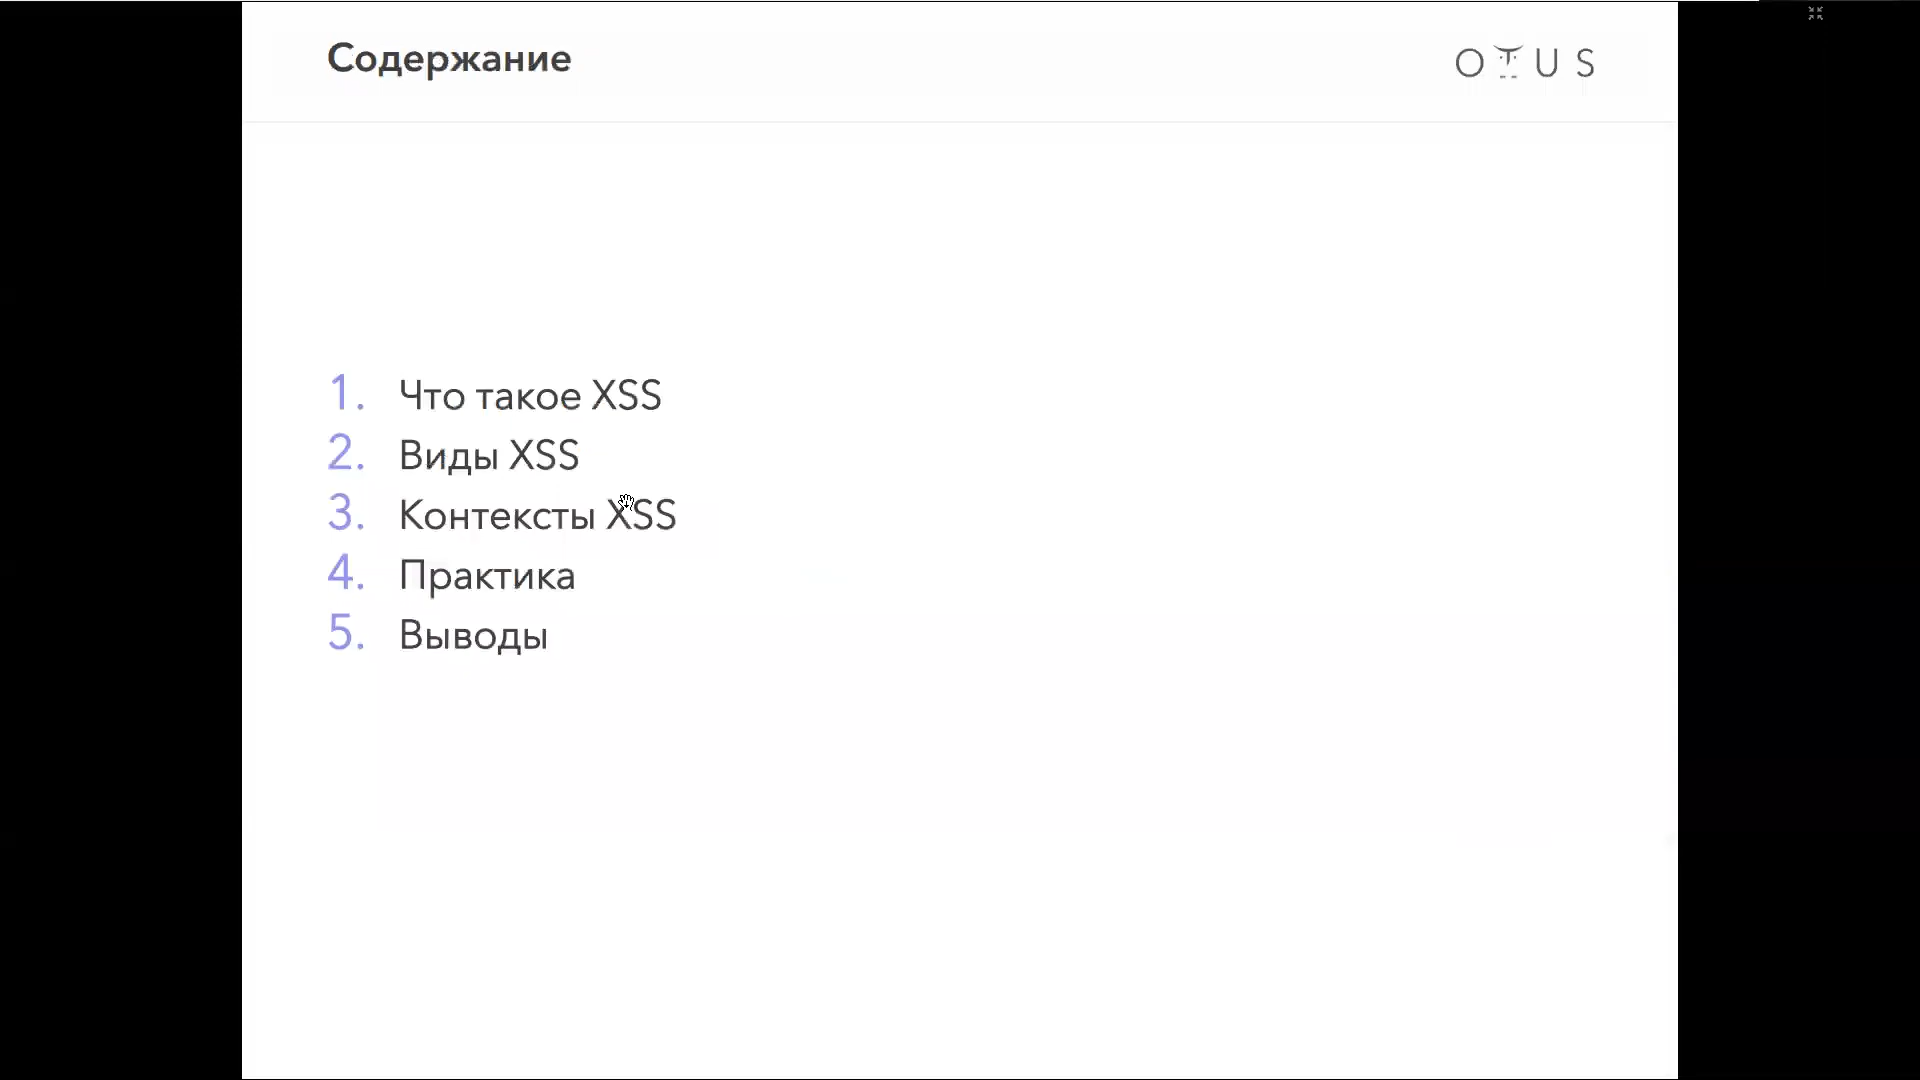 Содержание
OTUS
1. Что такое XSS
2. Виды XSS
3. Контексты XSS
4. Практика
5. Выводы